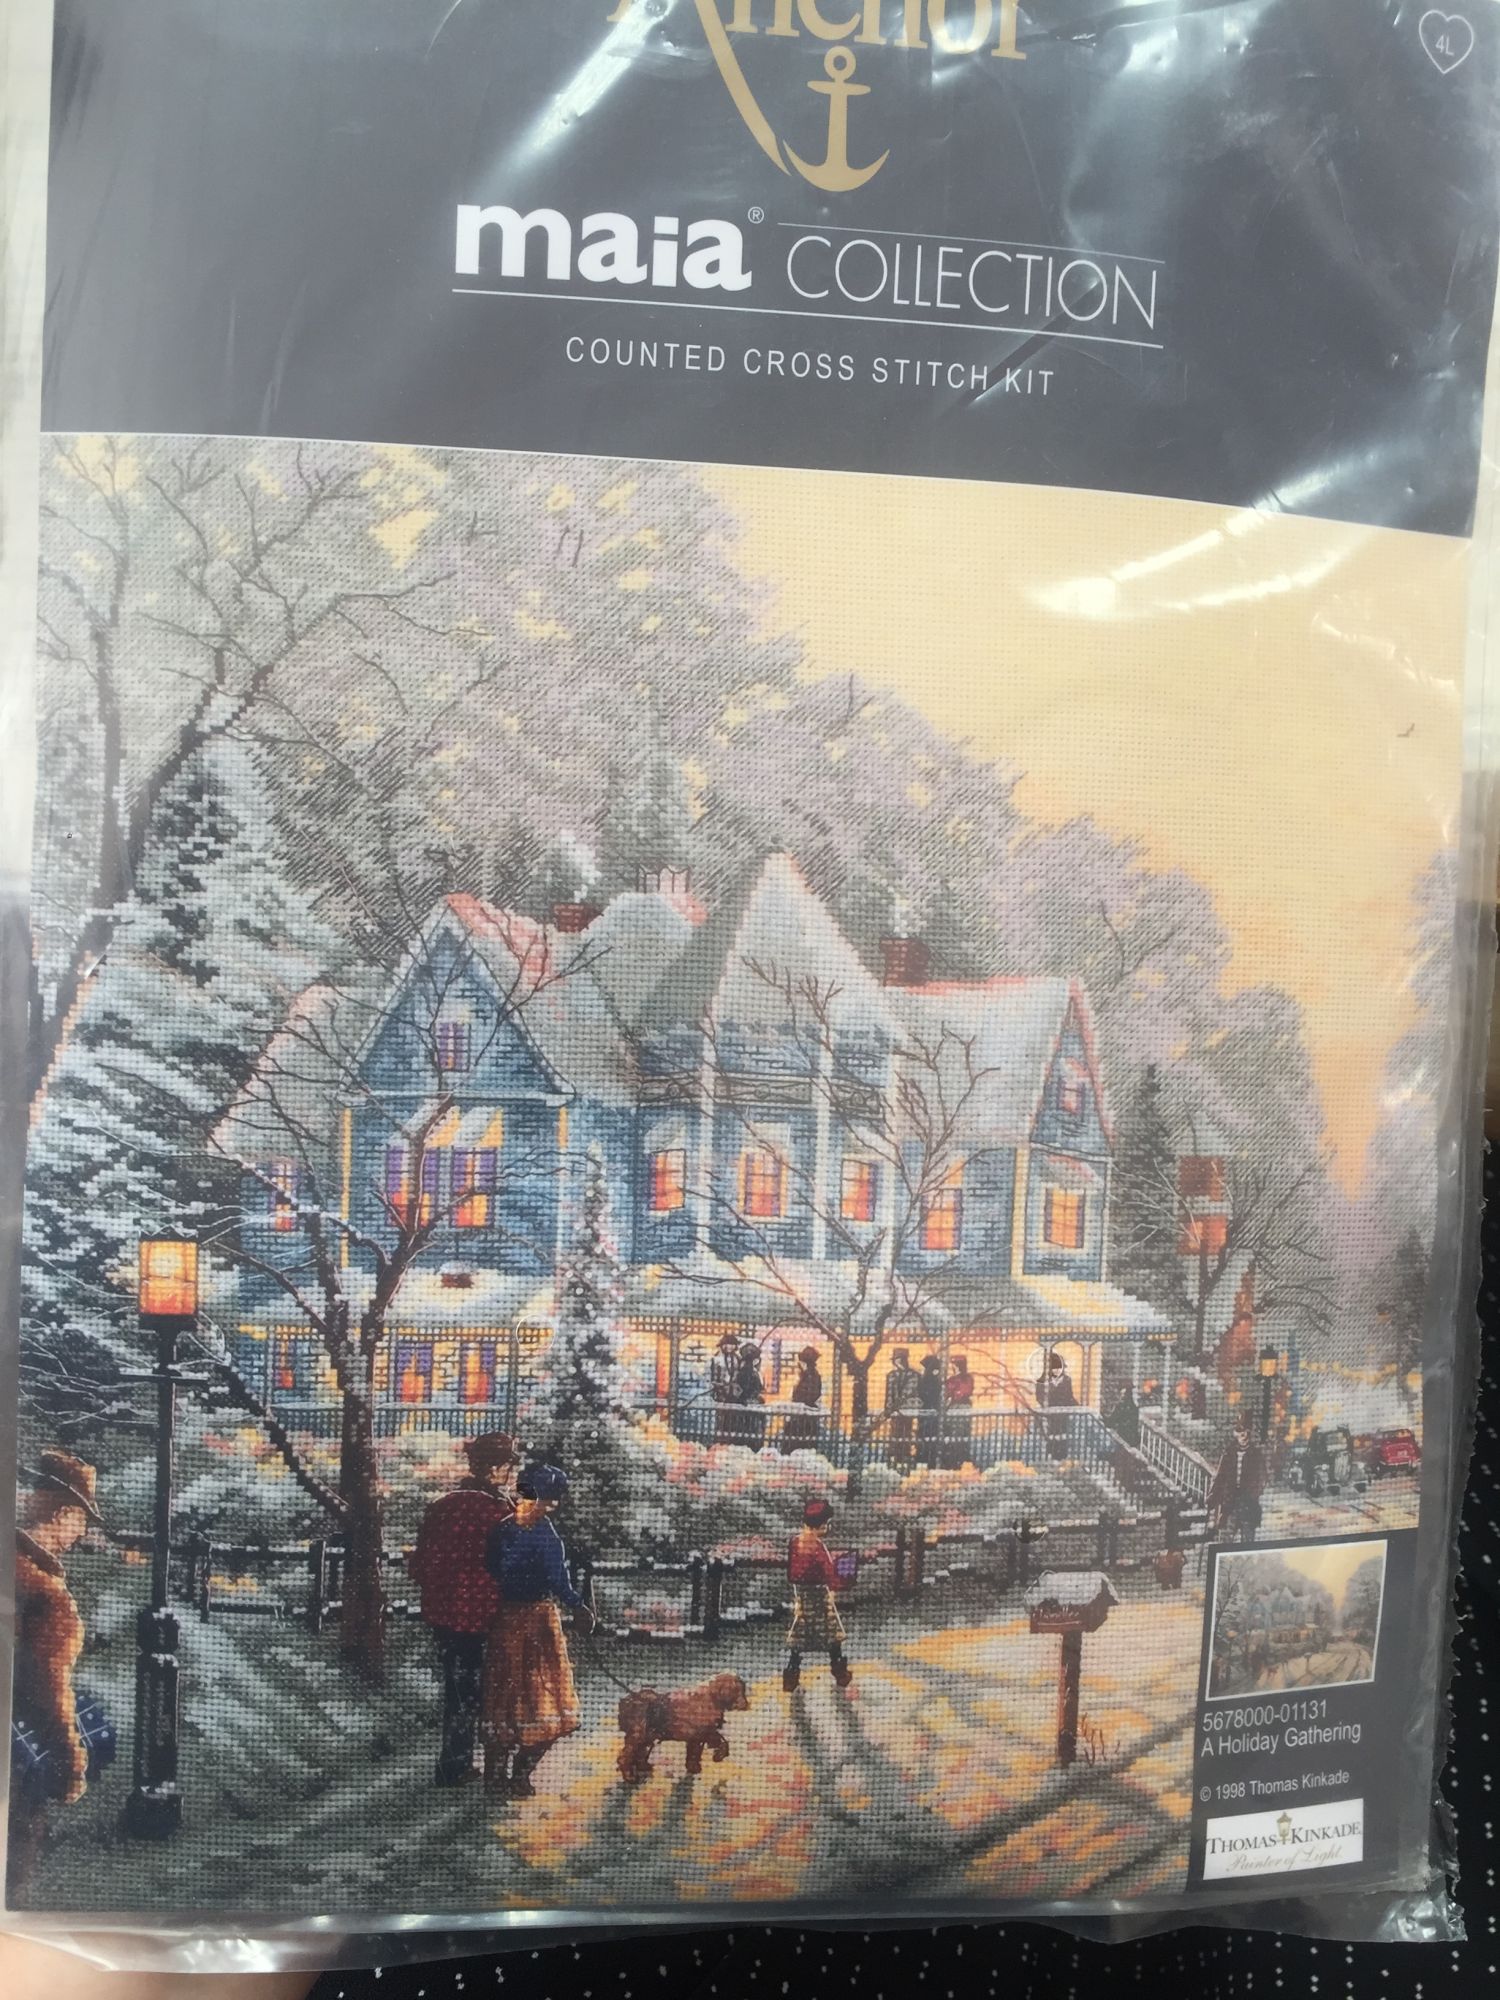 Anchor
4L
maia® COLLECTION
COUNTED CROSS STITCH KIT
5678000-01131
A Holiday Gathering
© 1998 Thomas Kinkade
THOMAS KINKADE
Painter of Light